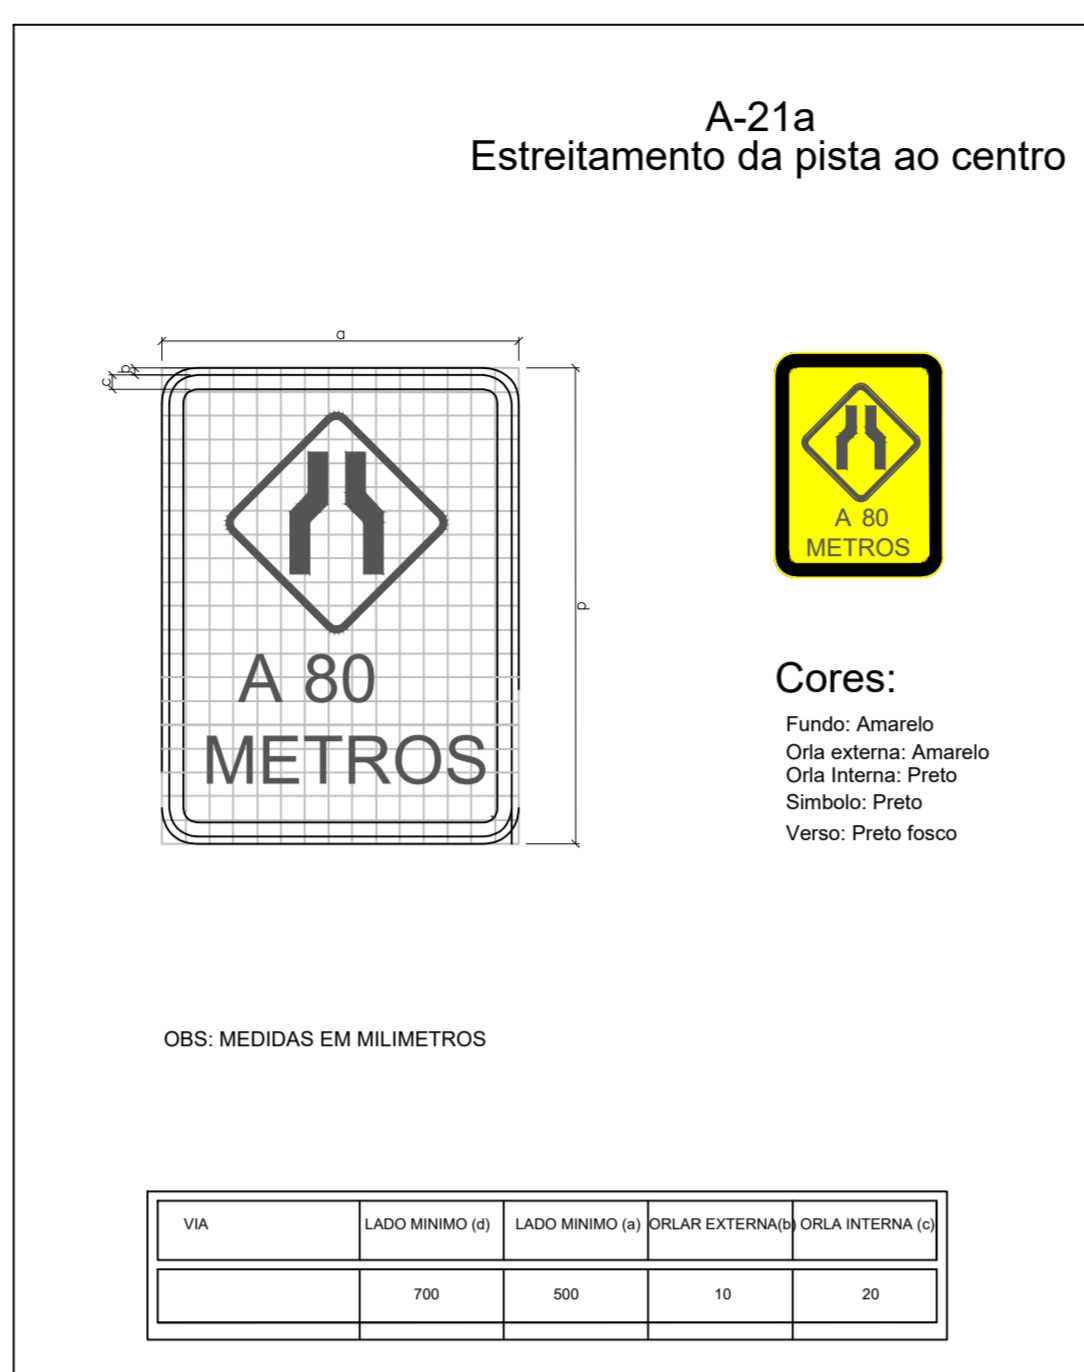 A-21a
Estreitamento da pista ao centro
a
b
c
d
A 80
METROS
A 80
METROS
Cores:
Fundo: Amarelo
Orla externa: Amarelo
Orla Interna: Preto
Simbolo: Preto
Verso: Preto fosco
OBS: MEDIDAS EM MILIMETROS
VIA LADO MINIMO (d) LADO MINIMO (a) ORLAR EXTERNA(b) ORLA INTERNA (c)
700 500 10 20